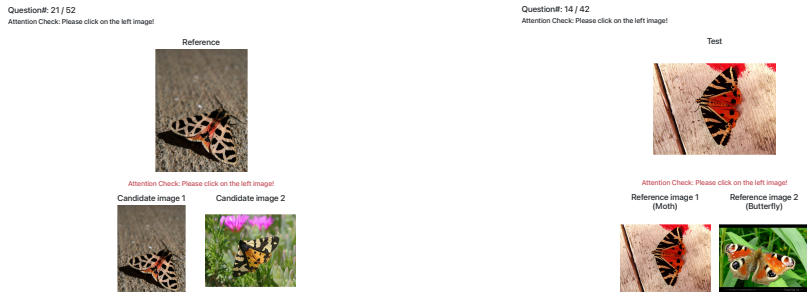 Question#: 21 / 52
Attention Check: Please click on the left image!
Reference
Attention Check: Please click on the left image!
Candidate image 1
Candidate image 2
Question#: 14 / 42
Attention Check: Please click on the left image!
Test
Attention Check: Please click on the left image!
Reference image 1
(Moth)
Reference image 2
(Butterfly)